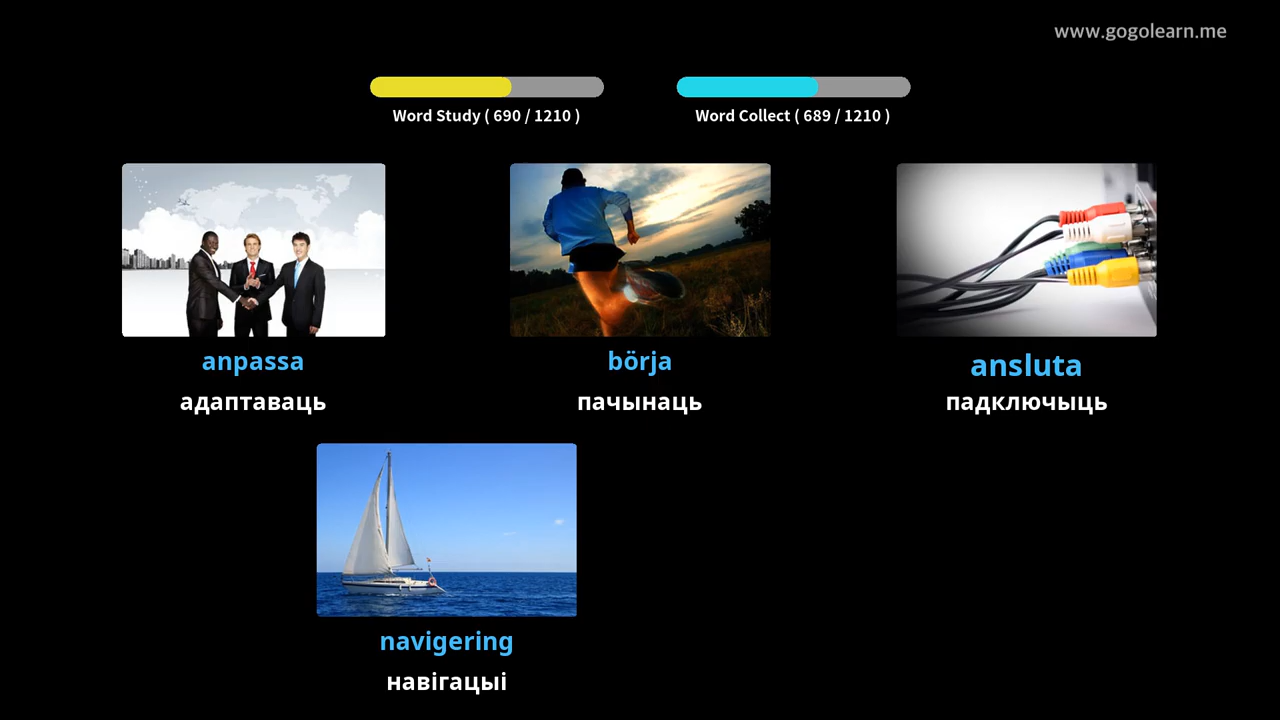 www.gogolearn.me
Word Study ( 690 / 1210 )
Word Collect ( 689 / 1210 )
anpassa
адаптаваць
börja
пачынаць
ansluta
падключыць
navigering
навігацыі